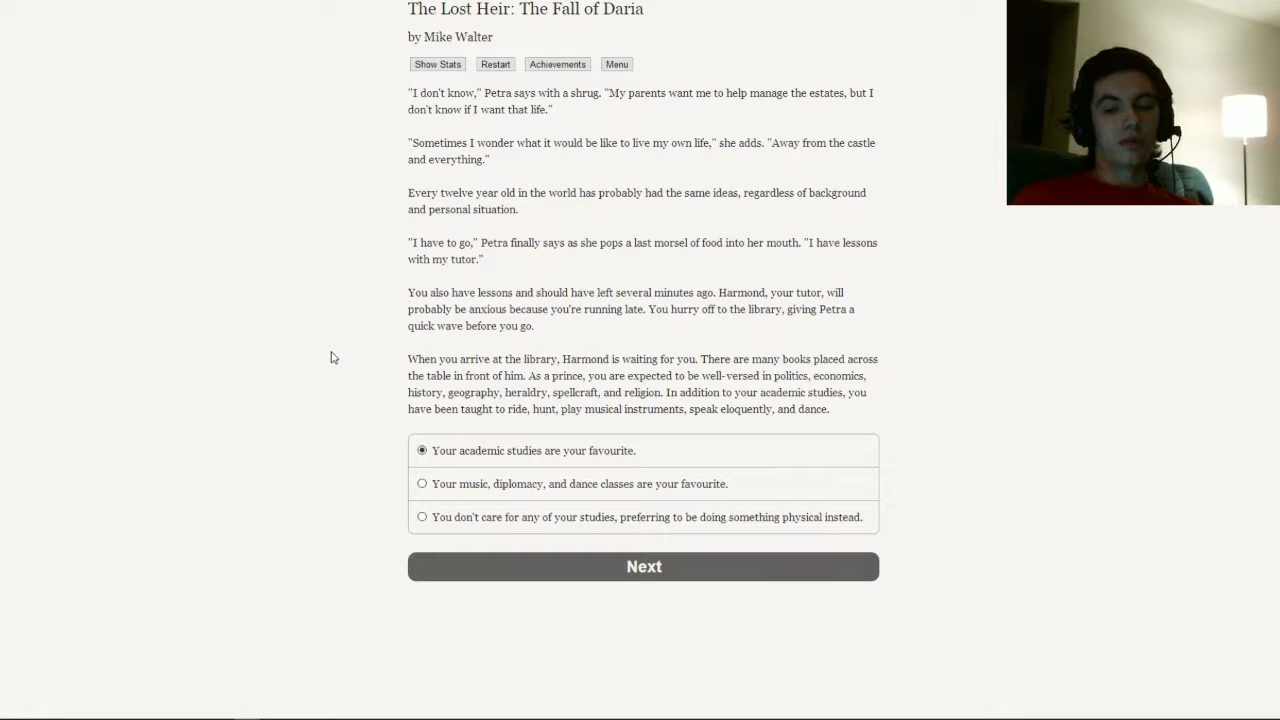 The Lost Heir: The Fall of Daria
by Mike Walter
Show Stats Restart Achievements Menu
"I don't know," Petra says with a shrug. "My parents want me to help manage the estates, but I
don't know if I want that life."
"Sometimes I wonder what it would be like to live my own life," she adds. "Away from the castle
and everything."
Every twelve year old in the world has probably had the same ideas, regardless of background
and personal situation.
"I have to go," Petra finally says as she pops a last morsel of food into her mouth. "I have lessons
with my tutor."
You also have lessons and should have left several minutes ago. Harmond, your tutor, will
probably be anxious because you're running late. You hurry off to the library, giving Petra a
quick wave before you go.
When you arrive at the library, Harmond is waiting for you. There are many books placed across
the table in front of him. As a prince, you are expected to be well-versed in politics, economics,
history, geography, heraldry, spellcraft, and religion. In addition to your academic studies, you
have been taught to ride, hunt, play musical instruments, speak eloquently, and dance.
Your academic studies are your favourite.
Your music, diplomacy, and dance classes are your favourite.
You don't care for any of your studies, preferring to be doing something physical instead.
Next